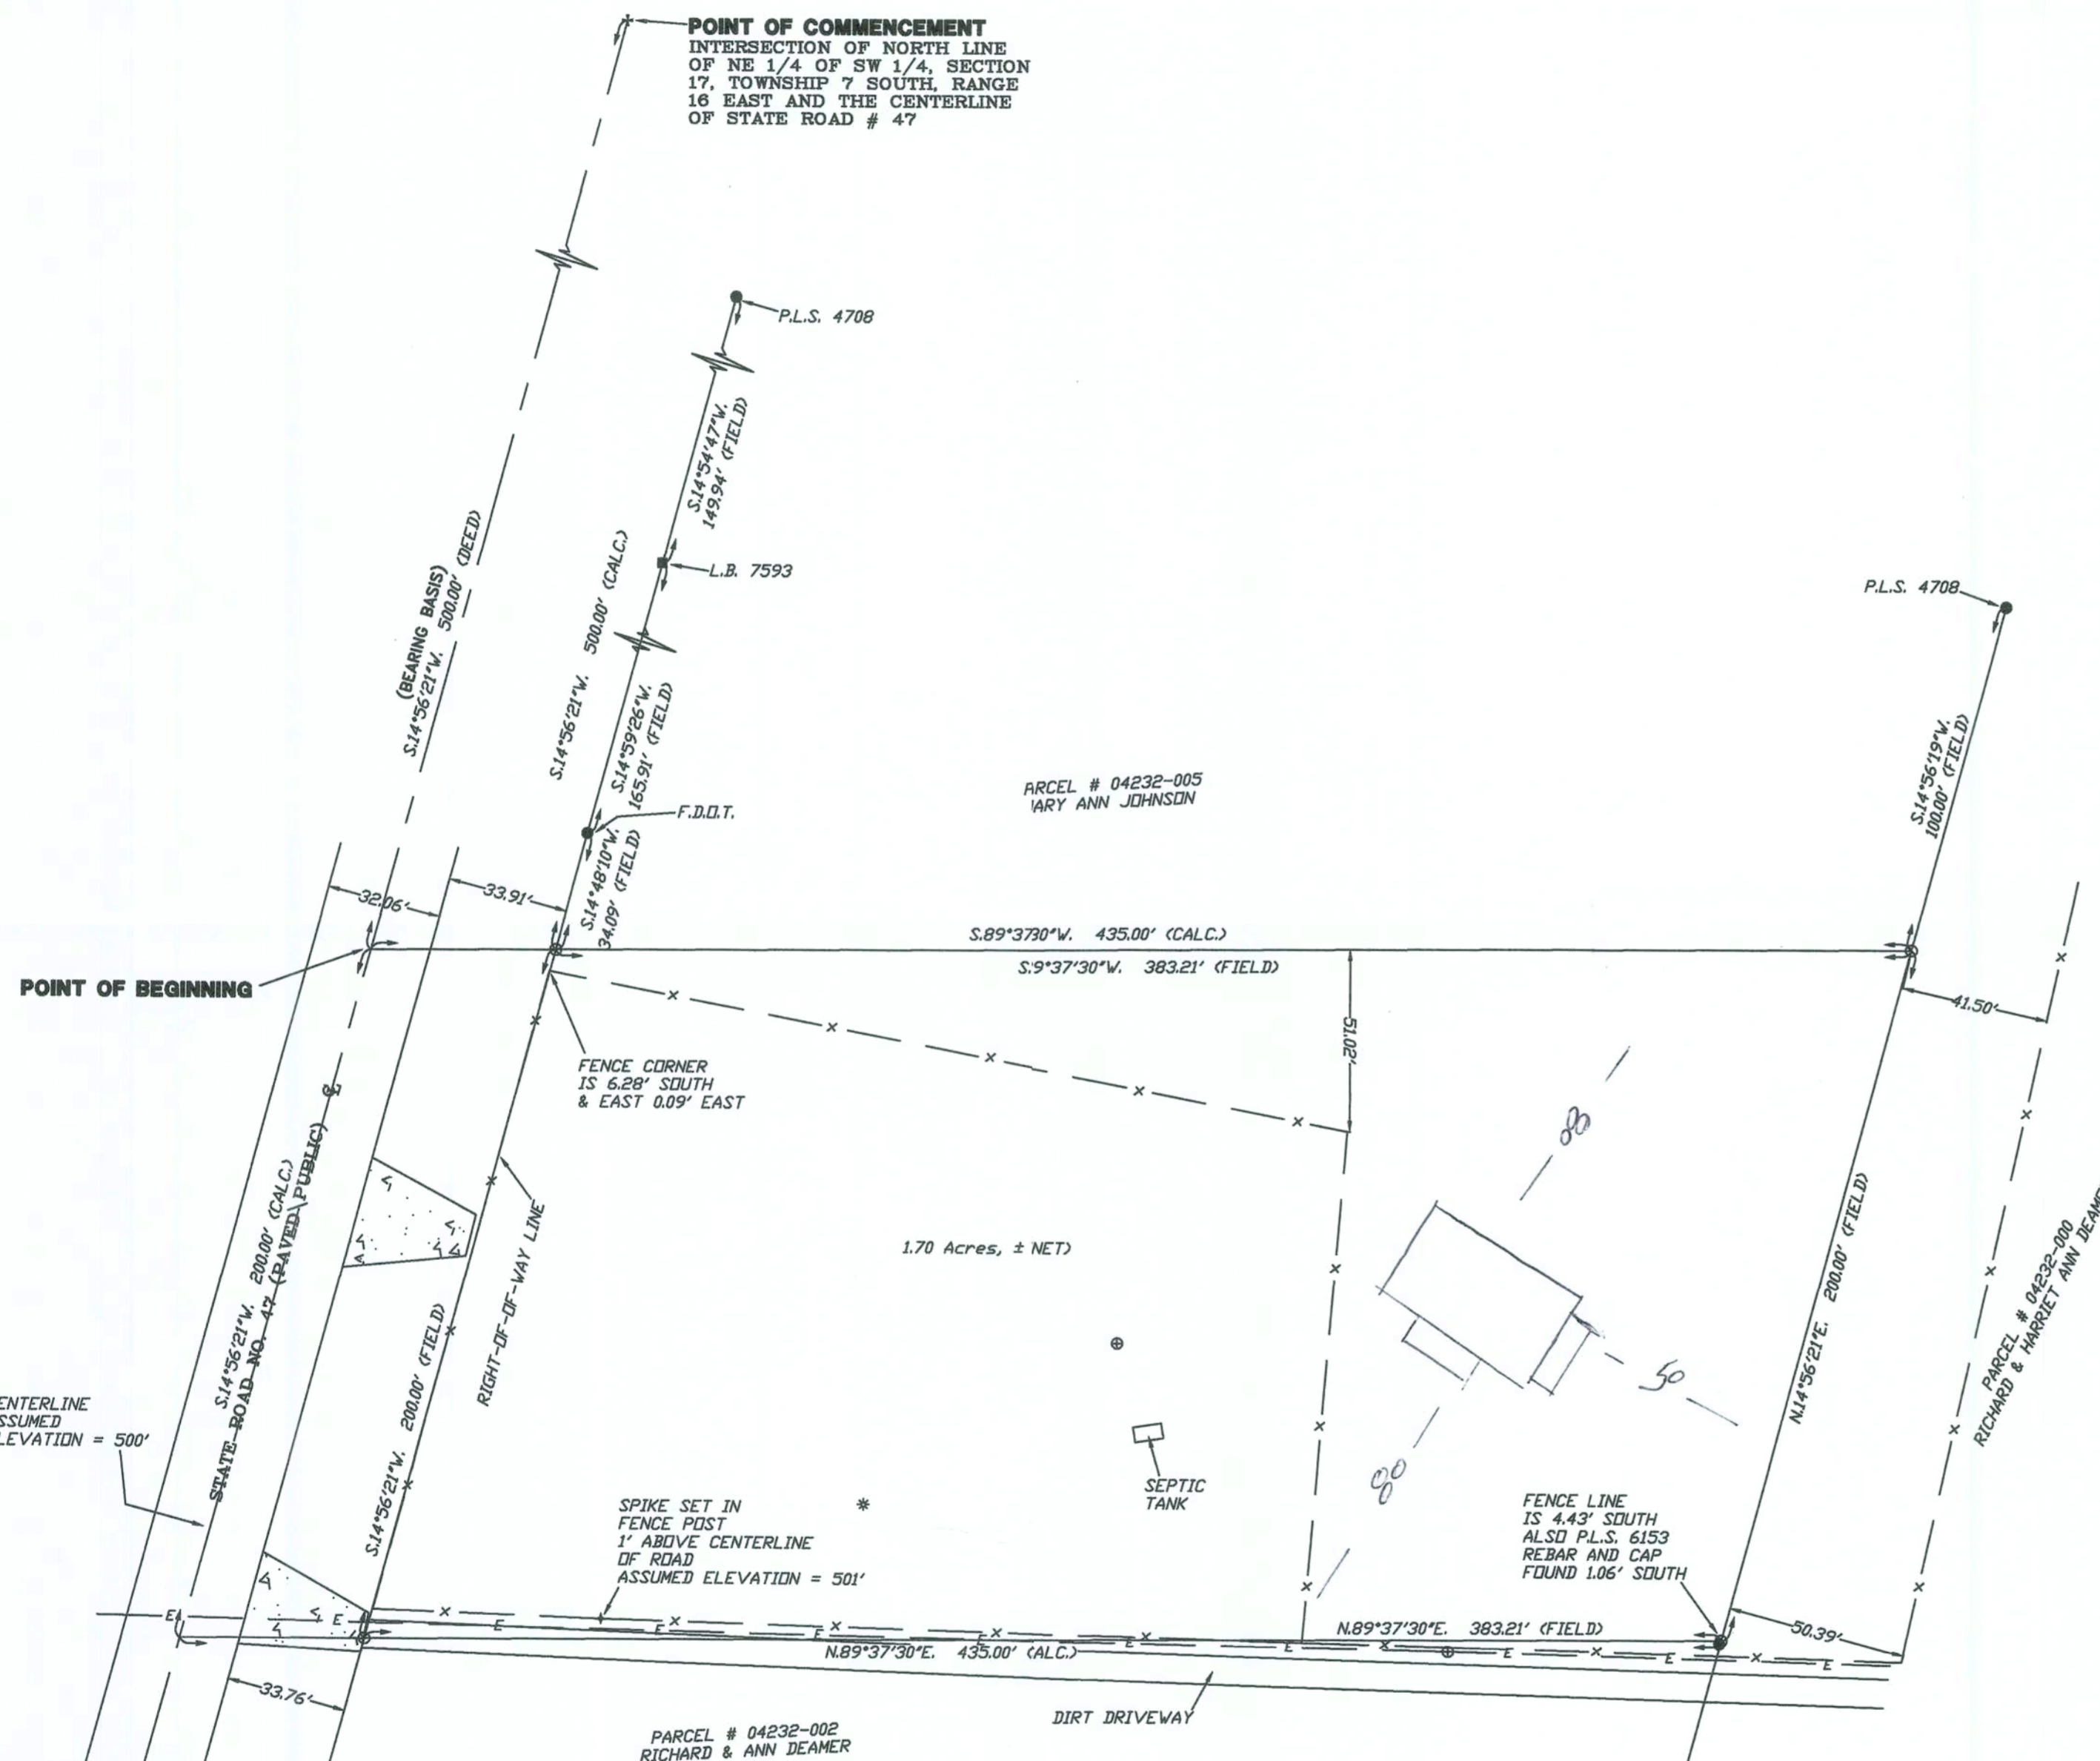 POINT OF COMMENCEMENT
INTERSECTION OF NORTH LINE
OF NE 1/4 OF SW 1/4, SECTION
17, TOWNSHIP 7 SOUTH, RANGE
16 EAST AND THE CENTERLINE
OF STATE ROAD # 47
P.L.S. 4708
S.14°54'47"W.
149.94' (FIELD)
L.B. 7593
(BEARING BASIS)
S.14°56'21"W. 500.00' (DEED)
S.14°56'21"W. 500.00' (CALC.)
P.L.S. 4708
S.14°59'26"W.
165.91' (FIELD)
F.D.O.T.
S.14°48'10"W.
34.09' (FIELD)
ARCEL # 04232-005
ARY ANN JOHNSON
S.14°56'19"W.
100.00' (FIELD)
32.06'
33.91'
S.89°3730"W. 435.00' (CALC.)
S.9°37'30"W. 383.21' (FIELD)
POINT OF BEGINNING
41.50'
51.02'
FENCE CORNER
IS 6.28' SOUTH
& EAST 0.09' EAST
80
S.14°56'21"W. 200.00' (CALC.)
STATE ROAD NO. 47 (PAVED PUBLIC)
RIGHT-OF-WAY LINE
1.70 Acres, ± NET)
S.14°56'21"W. 200.00' (FIELD)
N.14°56'21"E. 200.00' (FIELD)
PARCEL # 04232-000
RICHARD & HARRIET ANN DEAME
50
ENTERLINE
SSUMED
LEVATION = 500'
SEPTIC
TANK
SPIKE SET IN
FENCE POST
1' ABOVE CENTERLINE
OF ROAD
ASSUMED ELEVATION = 501'
FENCE LINE
IS 4.43' SOUTH
ALSO P.L.S. 6153
REBAR AND CAP
FOUND 1.06' SOUTH
N.89°37'30"E. 383.21' (FIELD)
50.39'
N.89°37'30"E. 435.00' (ALC.)
33.76'
DIRT DRIVEWAY
PARCEL # 04232-002
RICHARD & ANN DEAMER